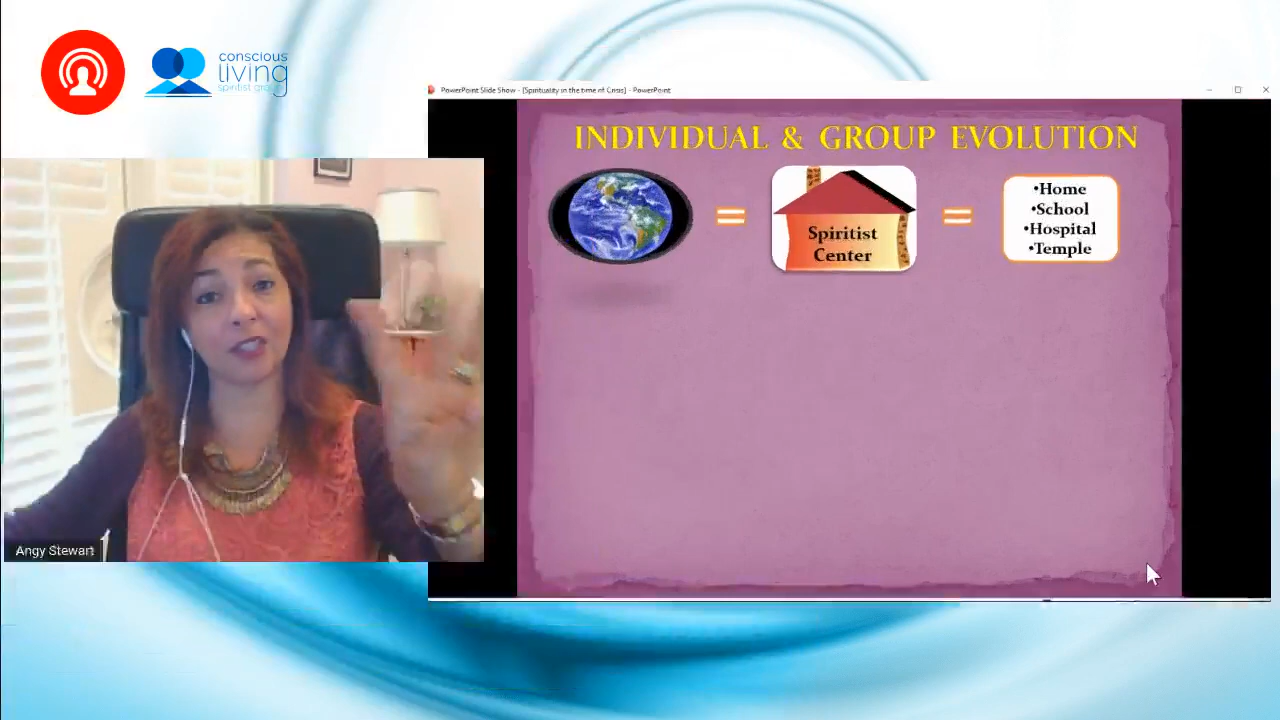 conscious
living
spiritist group
PowerPoint Slide Show - [Spirituality in the time of Crisis] - PowerPoint
INDIVIDUAL & GROUP EVOLUTION
=
Spiritist
Center
=
•Home
•School
•Hospital
•Temple
Angy Stewart